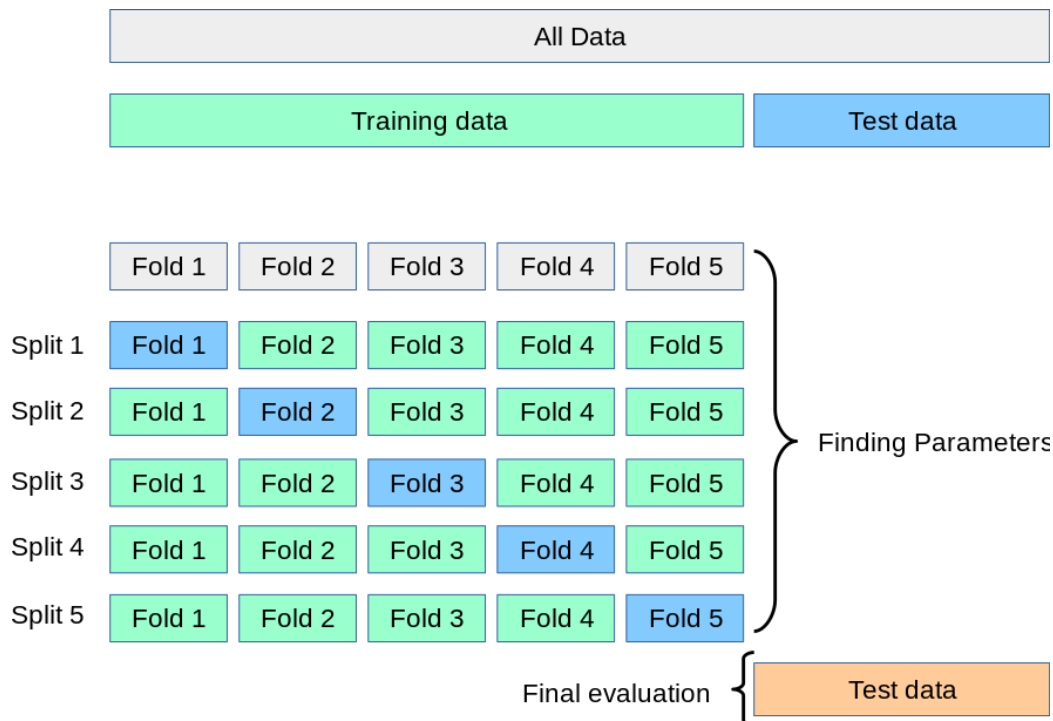 All Data
Training data Test data
Fold 1 Fold 2 Fold 3 Fold 4 Fold 5
Split 1 Fold 1 Fold 2 Fold 3 Fold 4 Fold 5
Split 2 Fold 1 Fold 2 Fold 3 Fold 4 Fold 5
Finding Parameters
Split 3 Fold 1 Fold 2 Fold 3 Fold 4 Fold 5
Split 4 Fold 1 Fold 2 Fold 3 Fold 4 Fold 5
Split 5 Fold 1 Fold 2 Fold 3 Fold 4 Fold 5
Final evaluation Test data